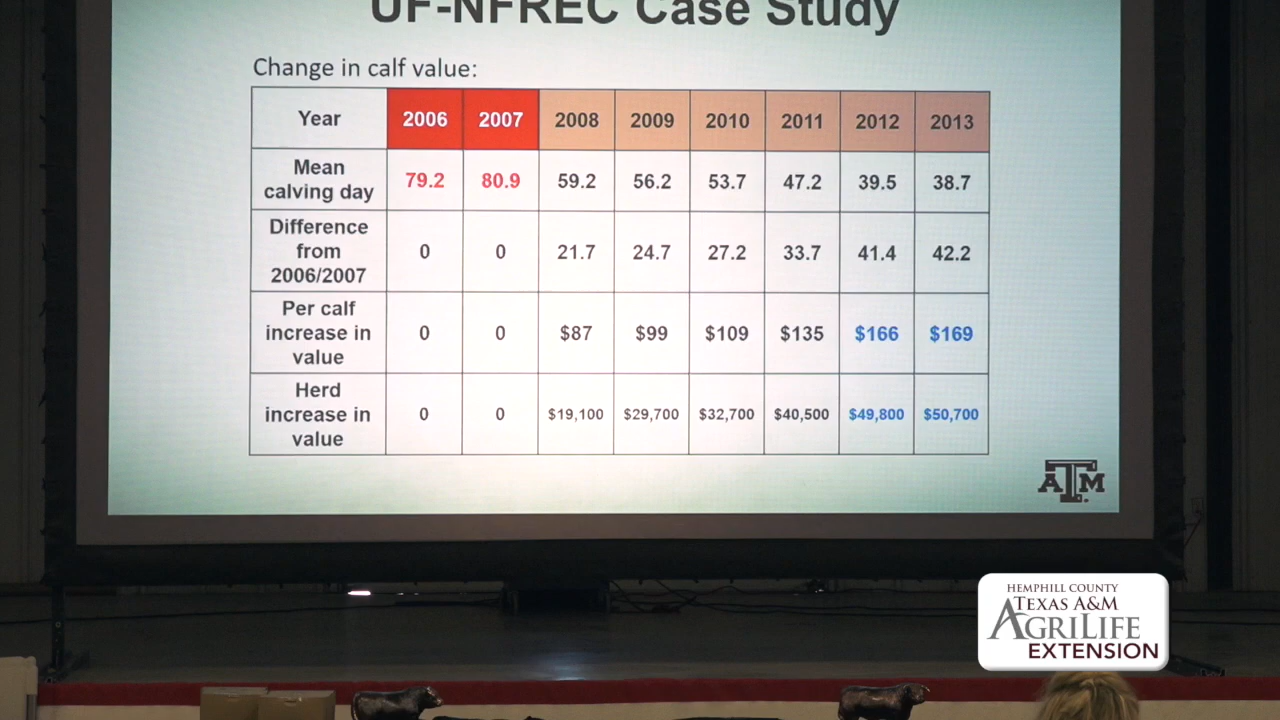 UF-NFREC Case Study
Change in calf value:
Year 2006 2007 2008 2009 2010 2011 2012 2013
Mean
calving day 79.2 80.9 59.2 56.2 53.7 47.2 39.5 38.7
Difference
from
2006/2007 0 0 21.7 24.7 27.2 33.7 41.4 42.2
Per calf
increase in
value 0 0 $87 $99 $109 $135 $166 $169
Herd
increase in
value 0 0 $19,100 $29,700 $32,700 $40,500 $49,800 $50,700
ATM
HEMPHILL COUNTY
TEXAS A&M
AGRILIFE
EXTENSION